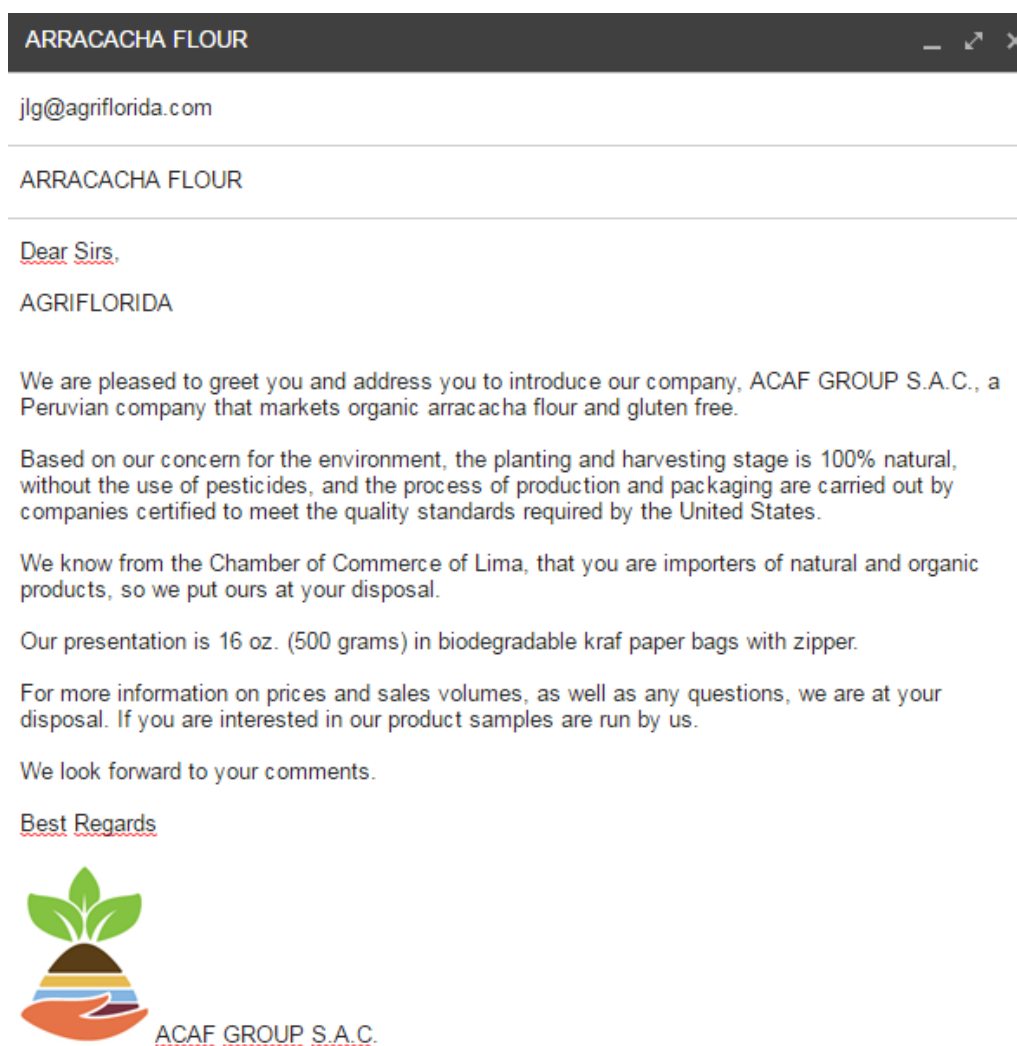 ARRACACHA FLOUR
jlg@agriflorida.com
ARRACACHA FLOUR
Dear Sirs,
AGRIFLORIDA
We are pleased to greet you and address you to introduce our company, ACAF GROUP S.A.C., a
Peruvian company that markets organic arracacha flour and gluten free.
Based on our concern for the environment, the planting and harvesting stage is 100% natural,
without the use of pesticides, and the process of production and packaging are carried out by
companies certified to meet the quality standards required by the United States.
We know from the Chamber of Commerce of Lima, that you are importers of natural and organic
products, so we put ours at your disposal.
Our presentation is 16 oz. (500 grams) in biodegradable kraf paper bags with zipper.
For more information on prices and sales volumes, as well as any questions, we are at your
disposal. If you are interested in our product samples are run by us.
We look forward to your comments.
Best Regards
ACAF GROUP S.A.C.